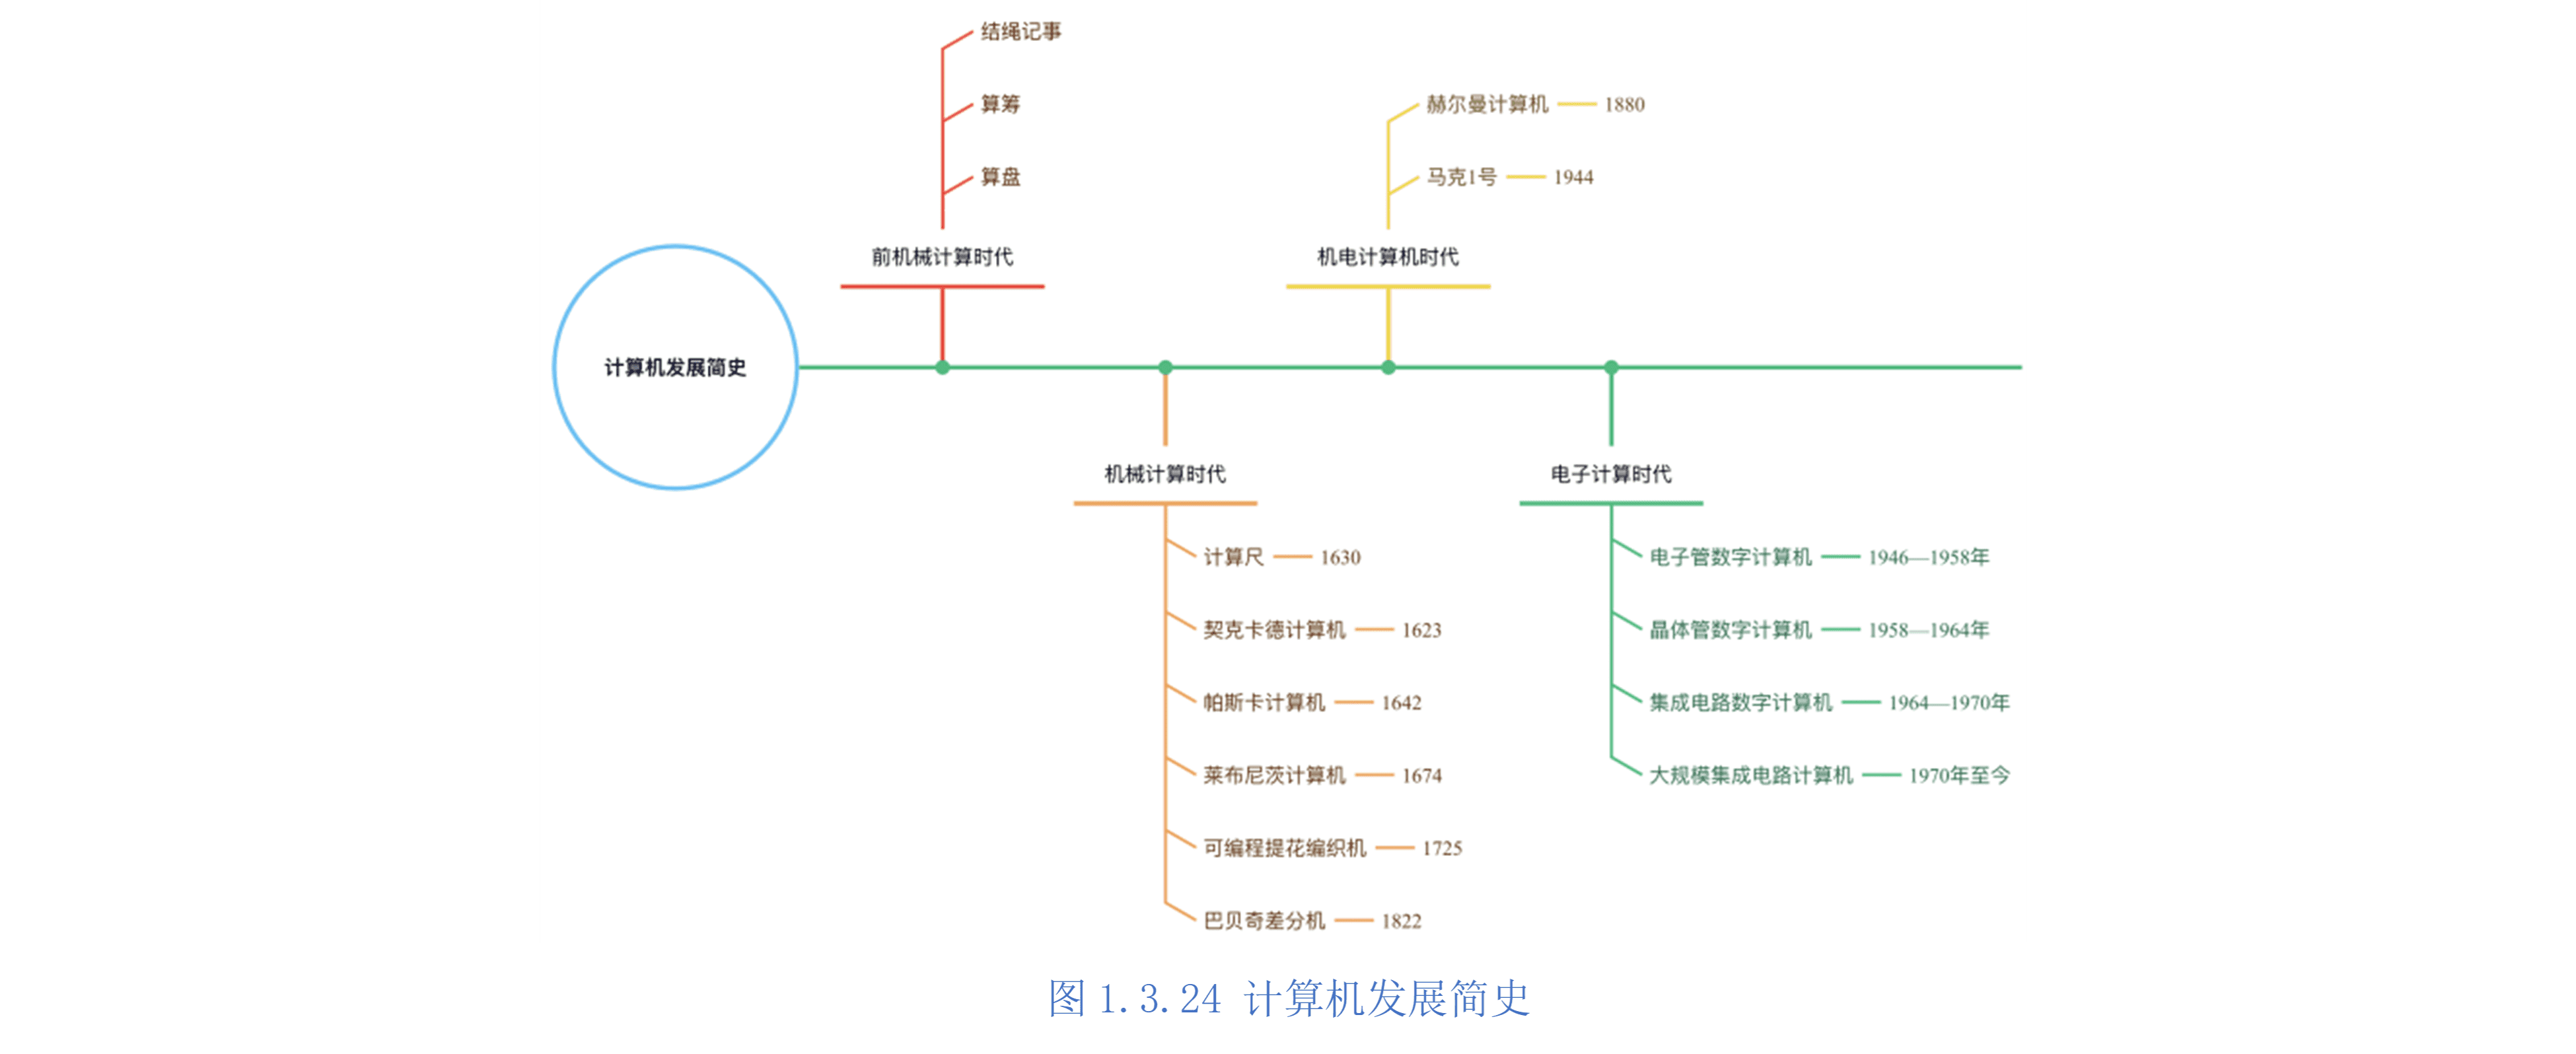 计算机发展简史
前机械计算时代
结绳记事
算筹
算盘
机械计算时代
计算尺 1630
契克卡德计算机 1623
帕斯卡计算机 1642
莱布尼茨计算机 1674
可编程提花编织机 1725
巴贝奇差分机 1822
机电计算机时代
赫尔曼计算机 1880
马克1号 1944
电子计算时代
电子管数字计算机 1946—1958年
晶体管数字计算机 1958—1964年
集成电路数字计算机 1964—1970年
大规模集成电路计算机 1970年至今
图 1.3.24 计算机发展简史